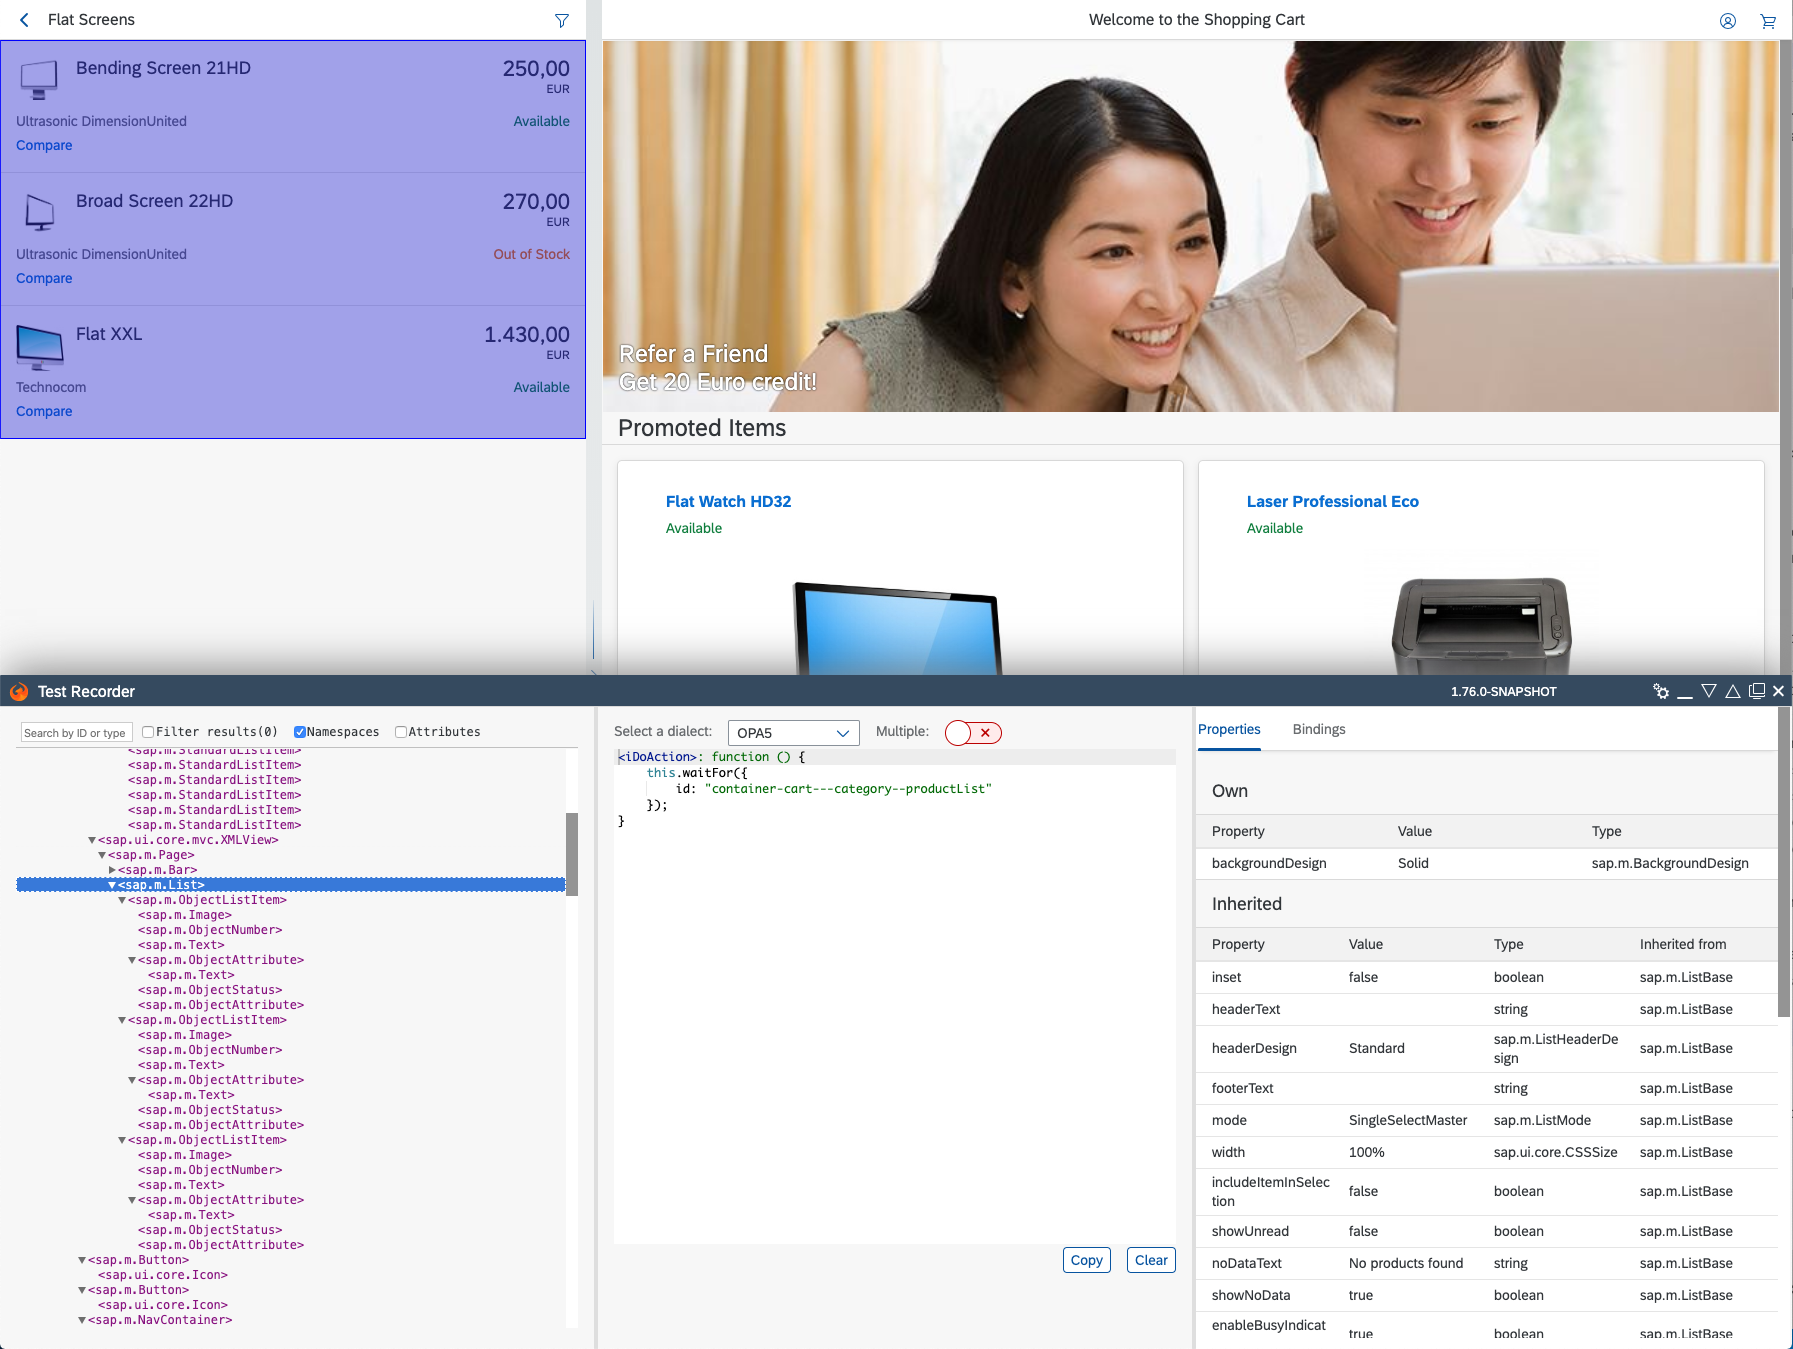 Flat Screens
Bending Screen 21HD
250,00
EUR
Ultrasonic DimensionUnited
Available
Compare
Broad Screen 22HD
270,00
EUR
Ultrasonic DimensionUnited
Out of Stock
Compare
Flat XXL
1.430,00
EUR
Technocom
Available
Compare
Welcome to the Shopping Cart
Refer a Friend
Get 20 Euro credit!
Promoted Items
Flat Watch HD32
Available
Laser Professional Eco
Available
Test Recorder
1.76.0-SNAPSHOT
Search by ID or type
Filter results(0)
Namespaces
Attributes
<sap.m.StandardListItem>
<sap.m.StandardListItem>
<sap.m.StandardListItem>
<sap.m.StandardListItem>
<sap.m.StandardListItem>
<sap.m.StandardListItem>
<sap.ui.core.mvc.XMLView>
<sap.m.Page>
<sap.m.Bar>
<sap.m.List>
<sap.m.ObjectListItem>
<sap.m.Image>
<sap.m.ObjectNumber>
<sap.m.Text>
<sap.m.ObjectAttribute>
<sap.m.Text>
<sap.m.ObjectStatus>
<sap.m.ObjectAttribute>
<sap.m.ObjectListItem>
<sap.m.Image>
<sap.m.ObjectNumber>
<sap.m.Text>
<sap.m.ObjectAttribute>
<sap.m.Text>
<sap.m.ObjectStatus>
<sap.m.ObjectAttribute>
<sap.m.ObjectListItem>
<sap.m.Image>
<sap.m.ObjectNumber>
<sap.m.Text>
<sap.m.ObjectAttribute>
<sap.m.Text>
<sap.m.ObjectStatus>
<sap.m.ObjectAttribute>
<sap.m.Button>
<sap.ui.core.Icon>
<sap.m.Button>
<sap.ui.core.Icon>
<sap.m.NavContainer>
Select a dialect:
OPA5
Multiple:
<iDoAction>: function () {
this.waitFor({
id: "container-cart---category--productList"
});
}
Copy
Clear
Properties
Bindings
Own
Property Value Type
backgroundDesign Solid sap.m.BackgroundDesign
Inherited
Property Value Type Inherited from
inset false boolean sap.m.ListBase
headerText string sap.m.ListBase
headerDesign Standard sap.m.ListHeaderDe
sign sap.m.ListBase
footerText string sap.m.ListBase
mode SingleSelectMaster sap.m.ListMode sap.m.ListBase
width 100% sap.ui.core.CSSSize sap.m.ListBase
includeItemInSelec
tion false boolean sap.m.ListBase
showUnread false boolean sap.m.ListBase
noDataText No products found string sap.m.ListBase
showNoData true boolean sap.m.ListBase
enableBusyIndicat
true boolean sap.m.ListBase